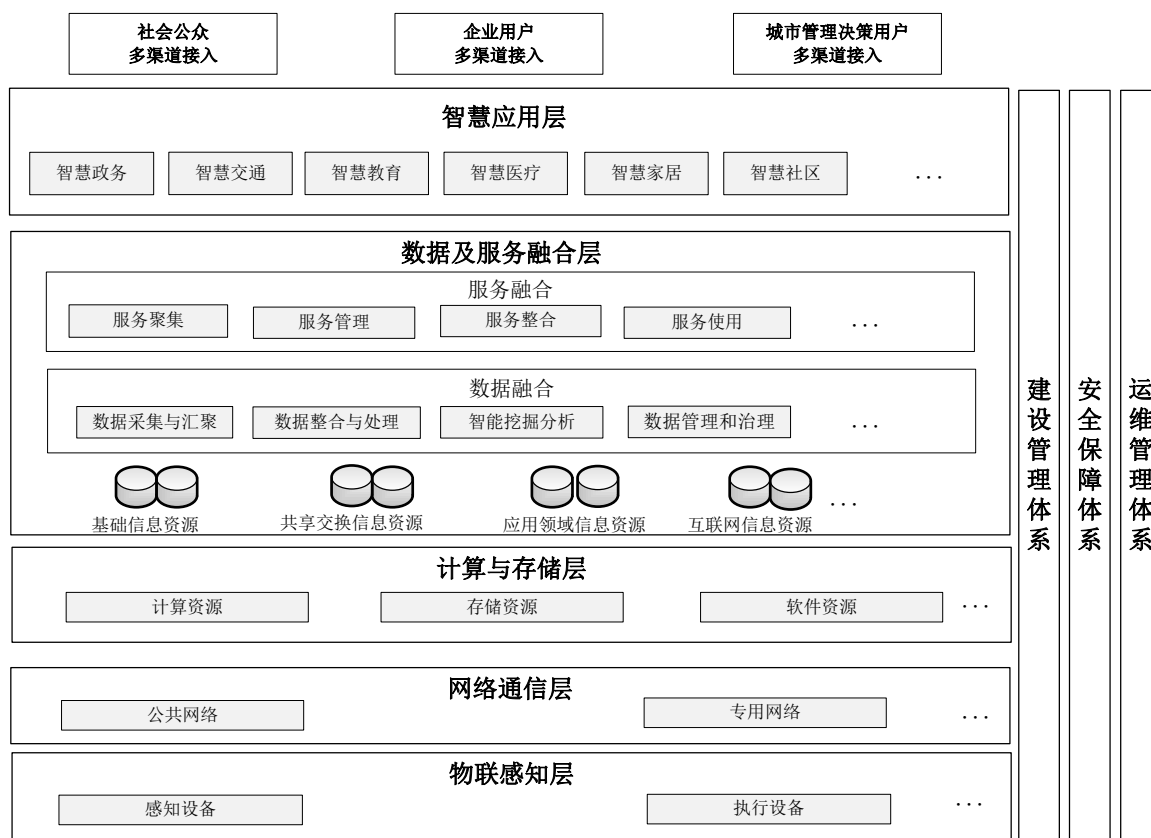 社会公众
多渠道接入
企业用户
多渠道接入
城市管理决策用户
多渠道接入
智慧应用层
智慧政务
智慧交通
智慧教育
智慧医疗
智慧家居
智慧社区
...
数据及服务融合层
服务融合
服务聚集
服务管理
服务整合
服务使用
...
数据融合
数据采集与汇聚
数据整合与处理
智能挖掘分析
数据管理和治理
...
基础信息资源
共享交换信息资源
应用领域信息资源
互联网信息资源
...
计算与存储层
计算资源
存储资源
软件资源
...
网络通信层
公共网络
专用网络
...
物联感知层
感知设备
执行设备
...
建设管理体系
安全保障体系
运维管理体系